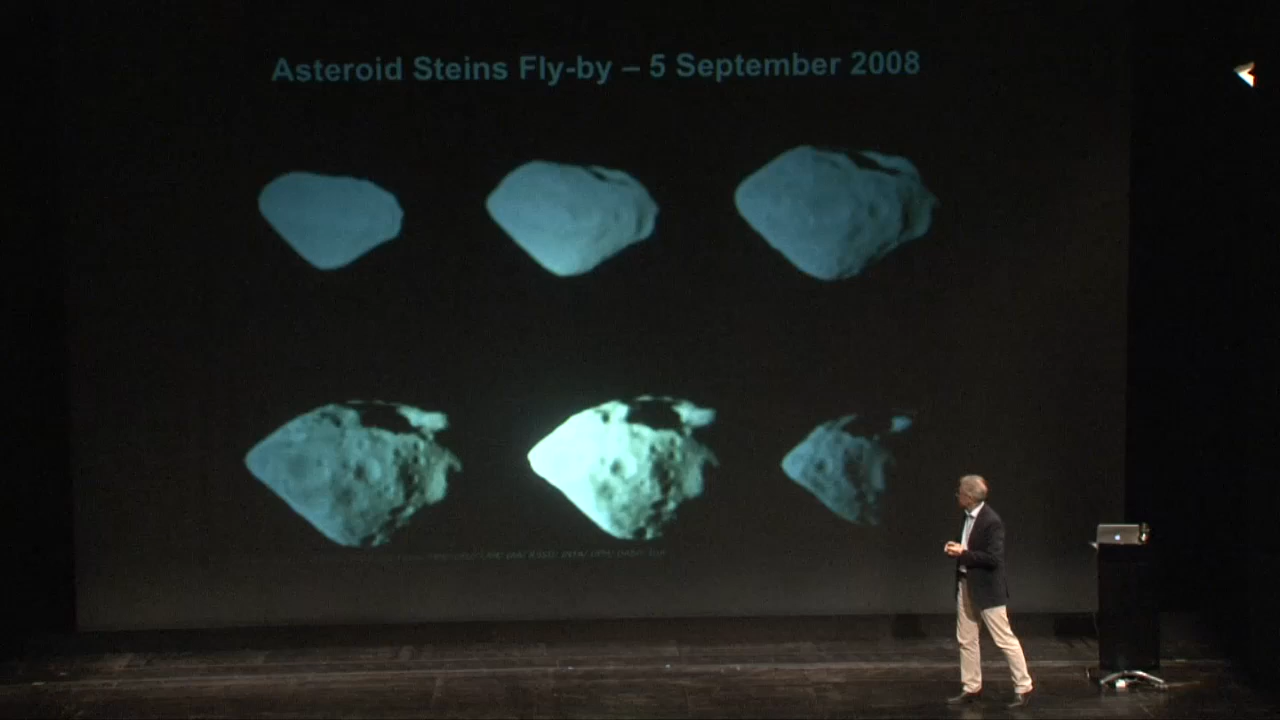 Asteroid Steins Fly-by – 5 September 2008